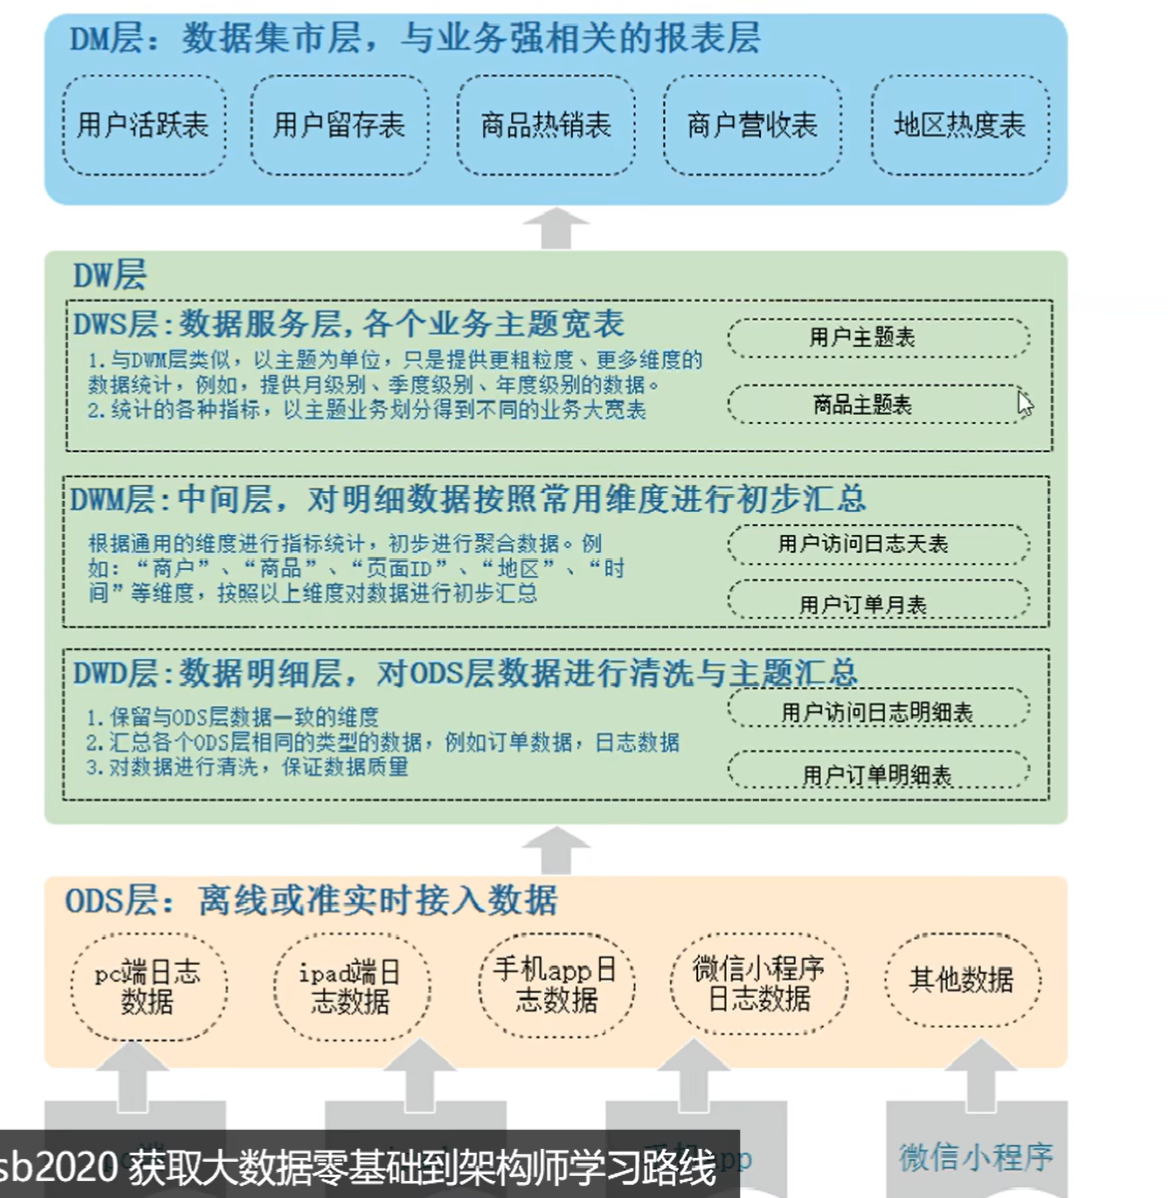 DM层：数据集市层，与业务强相关的报表层
用户活跃表
用户留存表
商品热销表
商户营收表
地区热度表
DW层
DWS层:数据服务层,各个业务主题宽表
1.与DWM层类似，以主题为单位，只是提供更粗粒度、更多维度的
数据统计，例如，提供月级别、季度级别、年度级别的数据。
2.统计的各种指标，以主题业务划分得到不同的业务大宽表
用户主题表
商品主题表
DWM层:中间层，对明细数据按照常用维度进行初步汇总
根据通用的维度进行指标统计，初步进行聚合数据。例
如：“商户”、“商品”、“页面ID”、“地区”、“时
间”等维度，按照以上维度对数据进行初步汇总
用户访问日志天表
用户订单月表
DWD层:数据明细层，对ODS层数据进行清洗与主题汇总
1.保留与ODS层数据一致的维度
2.汇总各个ODS层相同的类型的数据，例如订单数据，日志数据
3.对数据进行清洗，保证数据质量
用户访问日志明细表
用户订单明细表
ODS层：离线或准实时接入数据
pc端日志
数据
ipad端日
志数据
手机app日
志数据
微信小程序
日志数据
其他数据
微信小程序
sb2020 获取大数据零基础到架构师学习路线